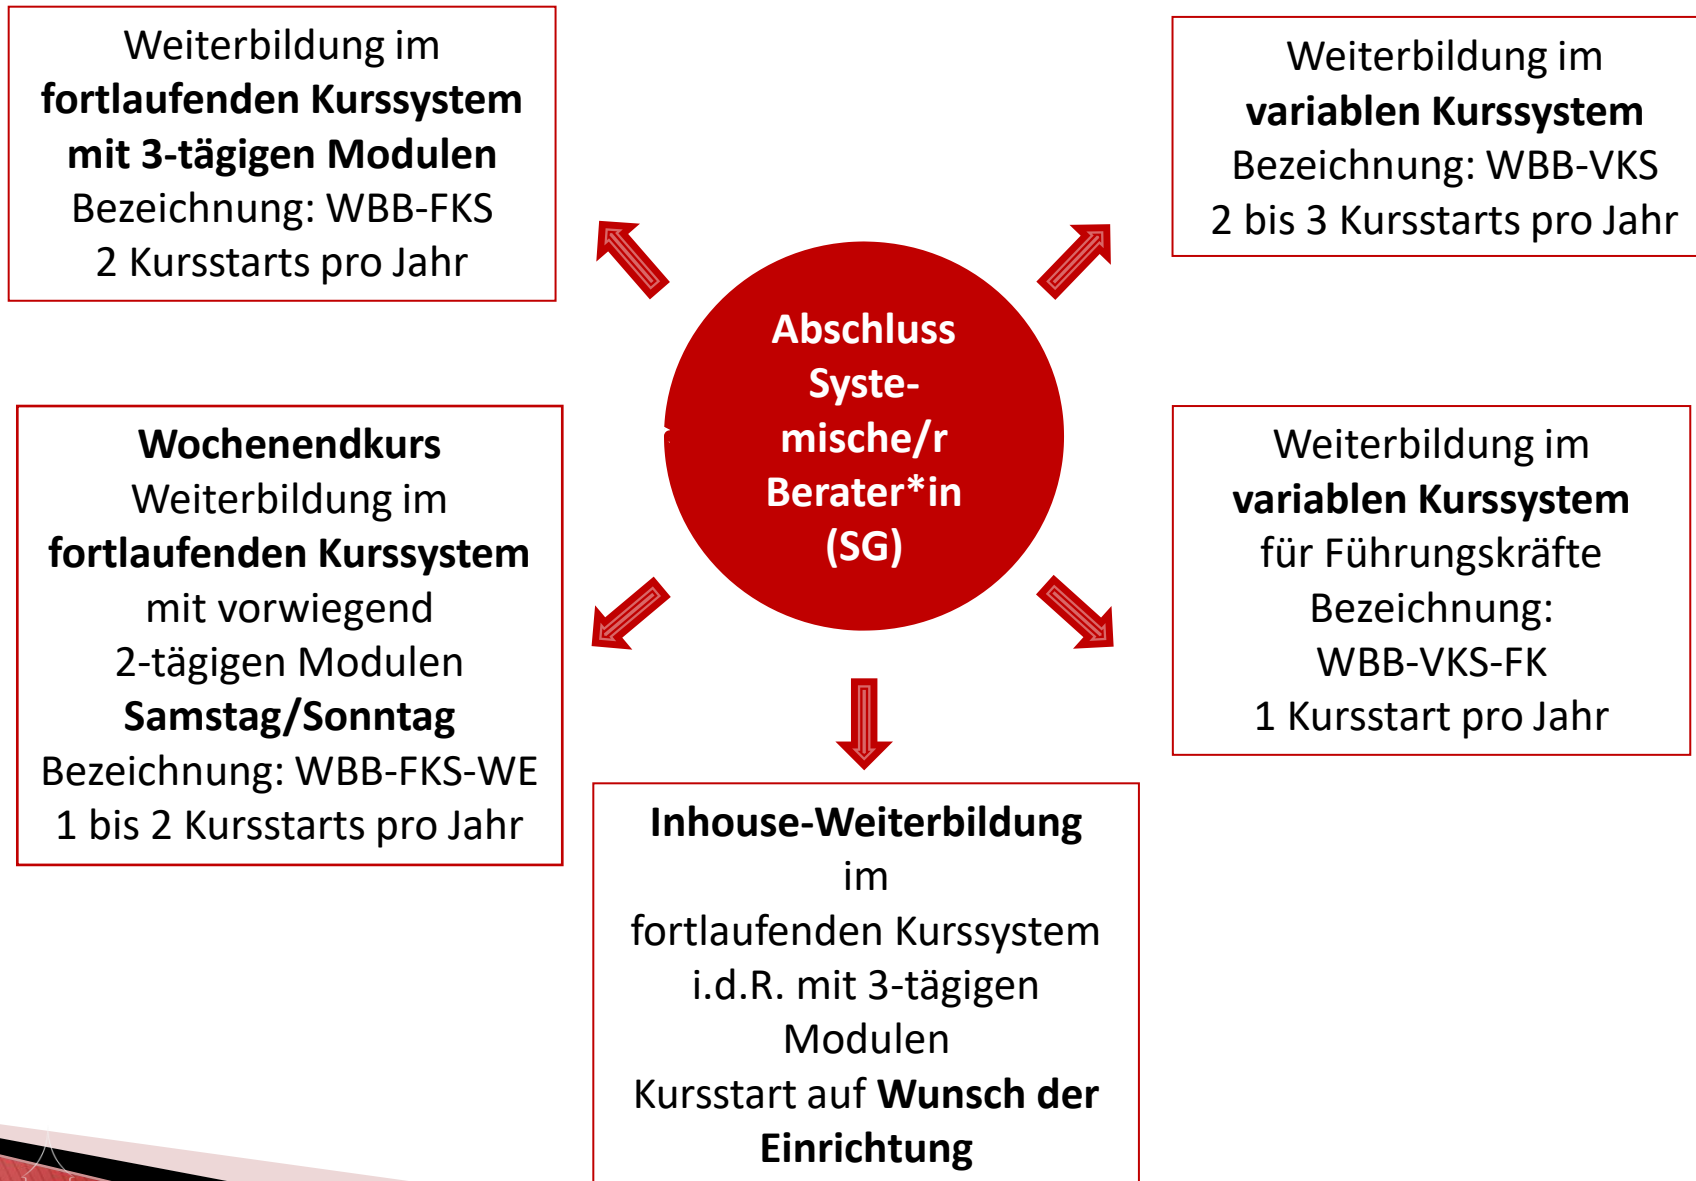 Weiterbildung im
fortlaufenden Kurssystem
mit 3-tägigen Modulen
Bezeichnung: WBB-FKS
2 Kursstarts pro Jahr
Weiterbildung im
variablen Kurssystem
Bezeichnung: WBB-VKS
2 bis 3 Kursstarts pro Jahr
Abschluss
Syste-
mische/r
Berater*in
(SG)
Wochenendkurs
Weiterbildung im
fortlaufenden Kurssystem
mit vorwiegend
2-tägigen Modulen
Samstag/Sonntag
Bezeichnung: WBB-FKS-WE
1 bis 2 Kursstarts pro Jahr
Weiterbildung im
variablen Kurssystem
für Führungskräfte
Bezeichnung:
WBB-VKS-FK
1 Kursstart pro Jahr
Inhouse-Weiterbildung
im
fortlaufenden Kurssystem
i.d.R. mit 3-tägigen
Modulen
Kursstart auf Wunsch der
Einrichtung